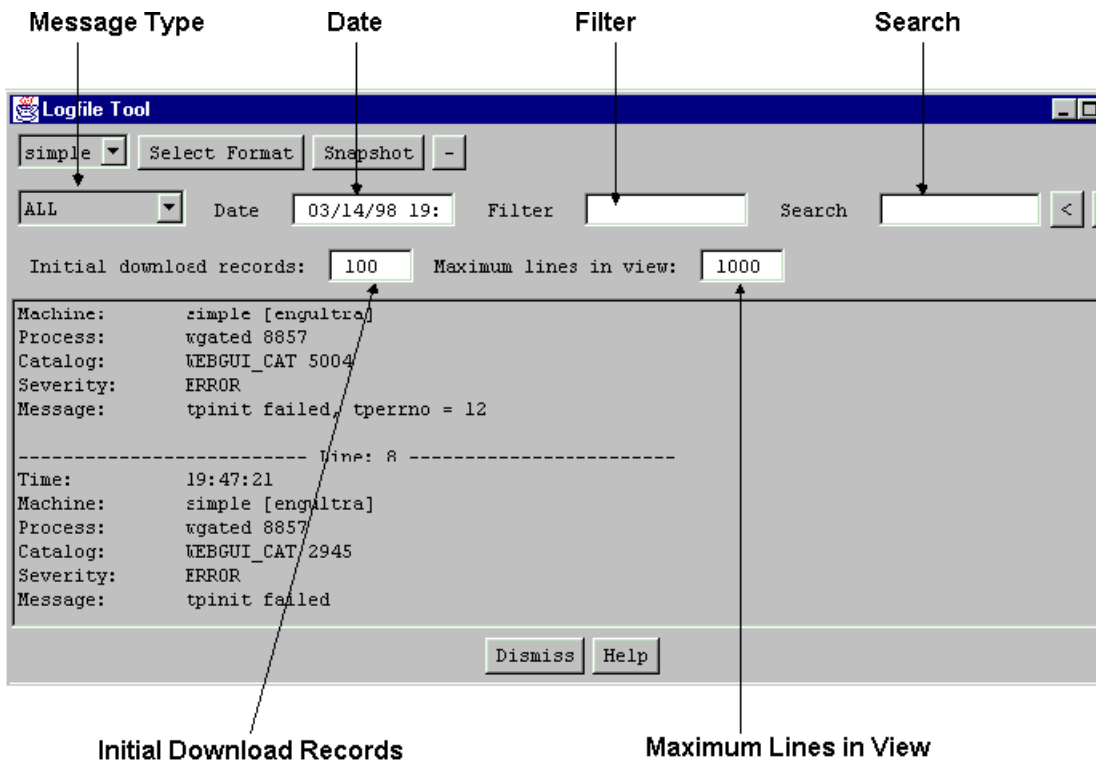 Message Type Date Filter Search
Logfile Tool
simple Select Format Snapshot -
ALL Date 03/14/98 19: Filter Search <
Initial download records: 100 Maximum lines in view: 1000
Machine: simple [engultra]
Process: wgated 8857
Catalog: WEBGUI_CAT 5004
Severity: ERROR
Message: tpinit failed, tperrno = 12
-------------------------- Line: 8 ------------------------
Time: 19:47:21
Machine: simple [engultra]
Process: wgated 8857
Catalog: WEBGUI_CAT 2945
Severity: ERROR
Message: tpinit failed
Dismiss Help
Initial Download Records Maximum Lines in View